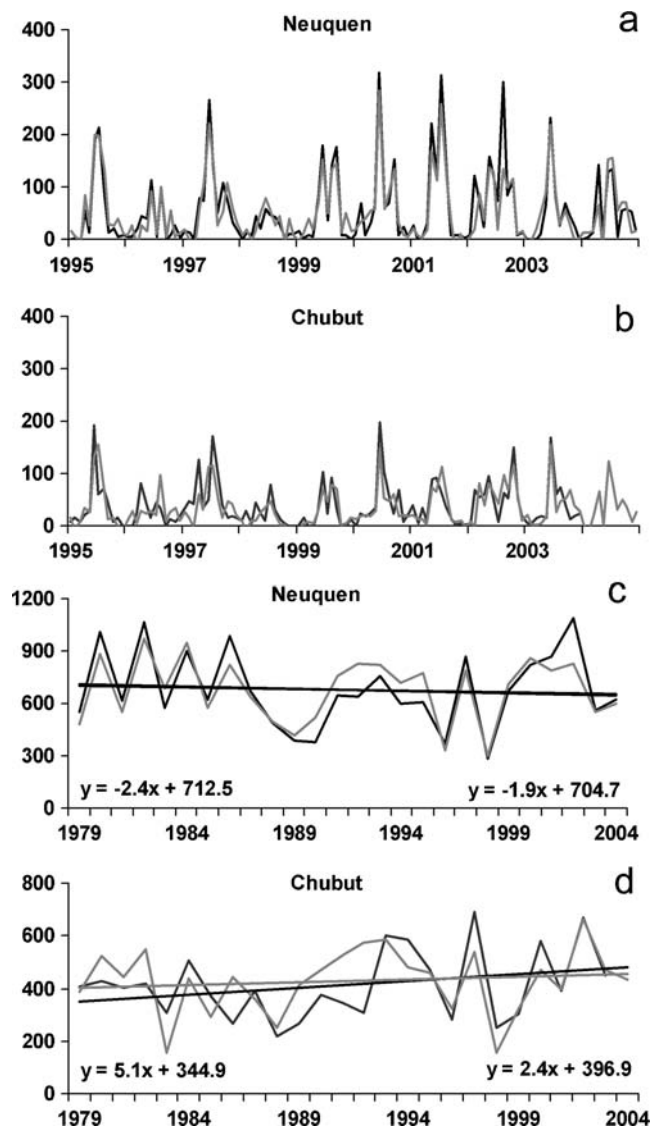 Neuquen
a
400
300
200
100
0
1995 1997 1999 2001 2003
Chubut
b
400
300
200
100
0
1995 1997 1999 2001 2003
Neuquen
c
1200
900
600
300
0
y = -2.4x + 712.5 y = -1.9x + 704.7
1979 1984 1989 1994 1999 2004
Chubut
d
800
600
400
200
0
y = 5.1x + 344.9 y = 2.4x + 396.9
1979 1984 1989 1994 1999 2004